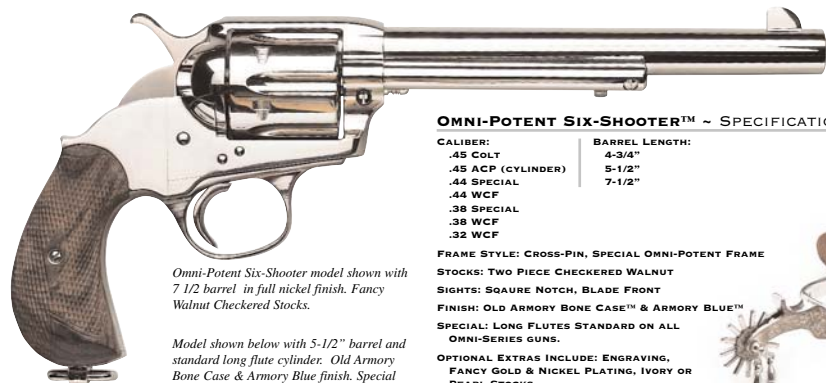 OMNI-POTENT SIX-SHOOTER™ ~ SPECIFICATIO
CALIBER:
.45 COLT
.45 ACP (CYLINDER)
.44 SPECIAL
.44 WCF
.38 SPECIAL
.38 WCF
.32 WCF
BARREL LENGTH:
4-3/4”
5-1/2”
7-1/2”
FRAME STYLE: CROSS-PIN, SPECIAL OMNI-POTENT FRAME
STOCKS: TWO PIECE CHECKERED WALNUT
SIGHTS: SQAURE NOTCH, BLADE FRONT
FINISH: OLD ARMORY BONE CASE™ & ARMORY BLUE™
SPECIAL: LONG FLUTES STANDARD ON ALL
OMNI-SERIES GUNS.
OPTIONAL EXTRAS INCLUDE: ENGRAVING,
FANCY GOLD & NICKEL PLATING, IVORY OR
PEARL STOCKS
Omni-Potent Six-Shooter model shown with
7 1/2 barrel in full nickel finish. Fancy
Walnut Checkered Stocks.
Model shown below with 5-1/2” barrel and
standard long flute cylinder. Old Armory
Bone Case & Armory Blue finish. Special